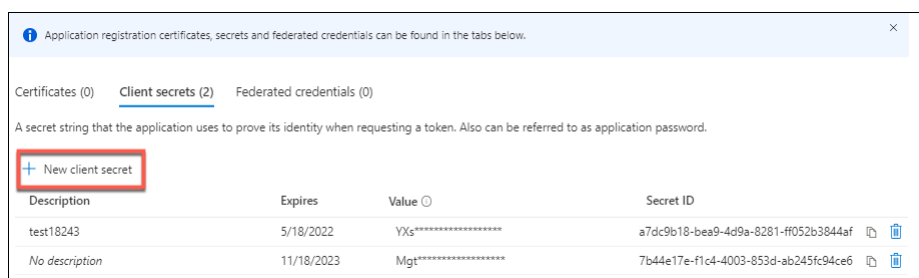 Application registration certificates, secrets and federated credentials can be found in the tabs below.
Certificates (0) Client secrets (2) Federated credentials (0)
A secret string that the application uses to prove its identity when requesting a token. Also can be referred to as application password.
+ New client secret
Description Expires Value Secret ID
test18243 5/18/2022 YXs****************** a7dc9b18-bea9-4d9a-8281-ff052b3844af
No description 11/18/2023 Mgt****************** 7b44e17e-f1c4-4003-853d-ab245fc94ce6